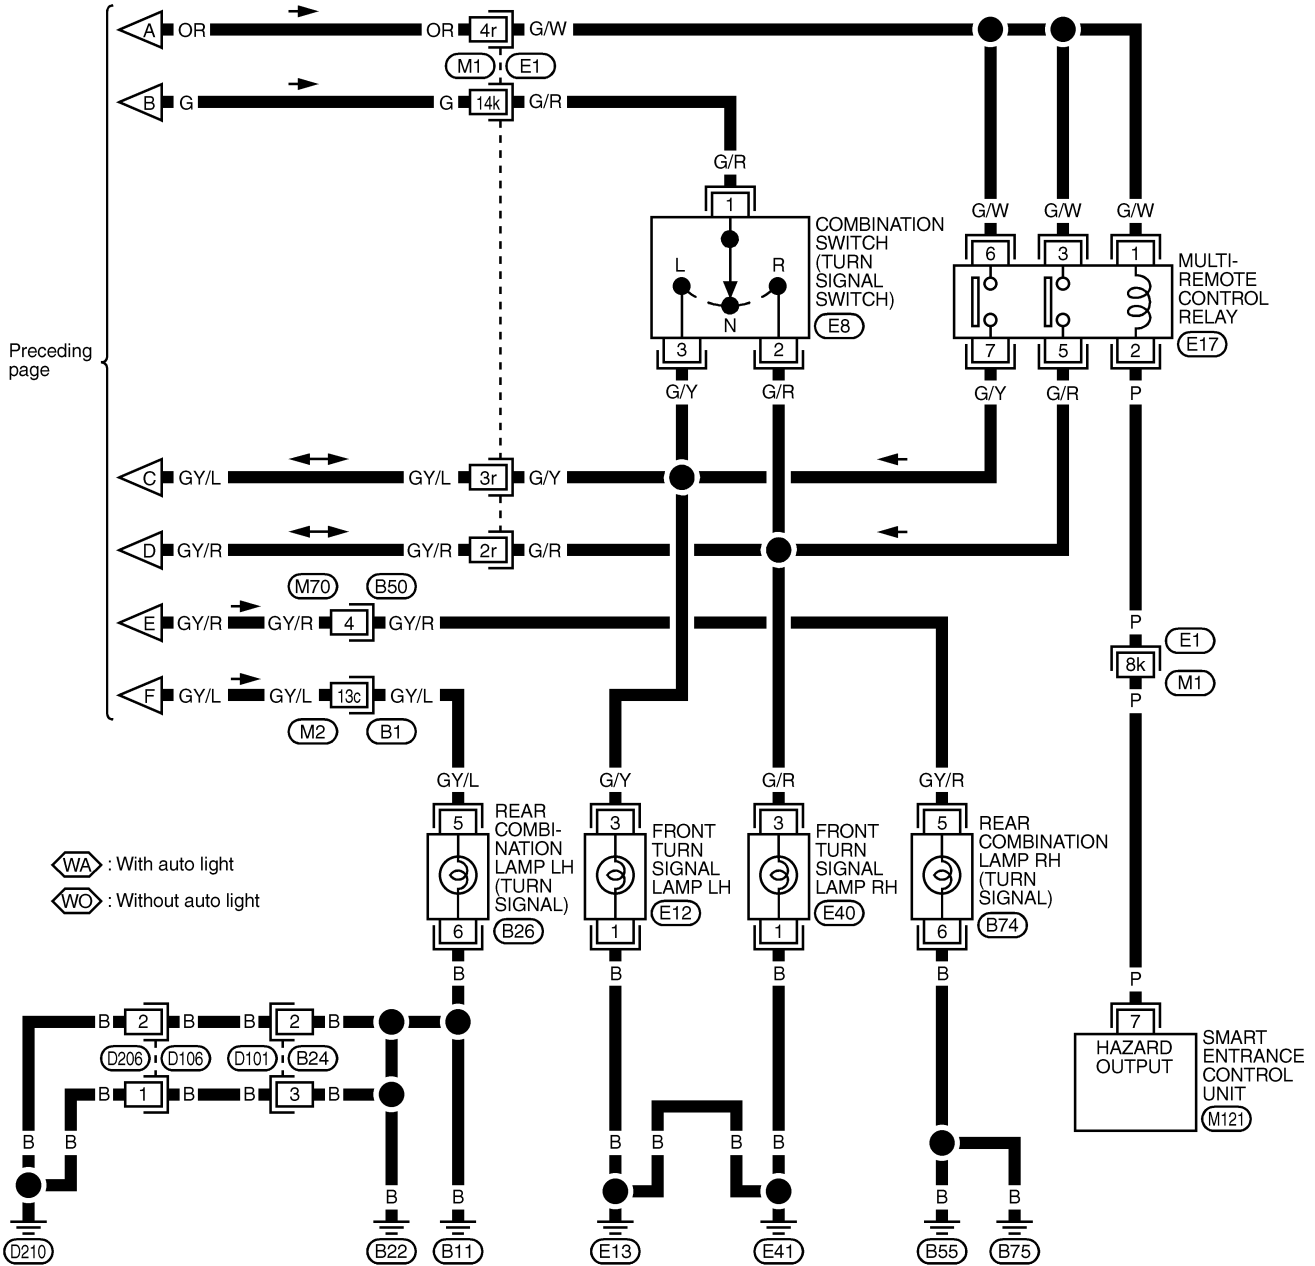 A OR OR 4r G/W
M1 E1
B G G 14k G/R
G/R
1
COMBINATION
SWITCH
(TURN
SIGNAL
SWITCH)
E8
L R
N
3 2
G/Y G/R
G/W G/W G/W
6 3 1
MULTI-
REMOTE
CONTROL
RELAY
E17
7 5 2
G/Y G/R P
Preceding
page
C GY/L GY/L 3r G/Y
D GY/R GY/R 2r G/R
M70 B50
E GY/R GY/R 4 GY/R
P
E1
8k
M1
P
F GY/L GY/L 13c GY/L
M2 B1
GY/L G/Y G/R GY/R
5
REAR
COMBI-
NATION
LAMP LH
(TURN
SIGNAL)
B26
6
3
FRONT
TURN
SIGNAL
LAMP LH
E12
1
3
FRONT
TURN
SIGNAL
LAMP RH
E40
1
5
REAR
COMBINATION
LAMP RH
(TURN
SIGNAL)
B74
6
WA : With auto light
WO : Without auto light
B B B B P
7
HAZARD
OUTPUT
SMART
ENTRANCE
CONTROL
UNIT
M121
B 2 B B 2 B
D206 D106 D101 B24
B 1 B B 3 B
B B B B B B
B B B B
D210 B22 B11 E13 E41 B55 B75